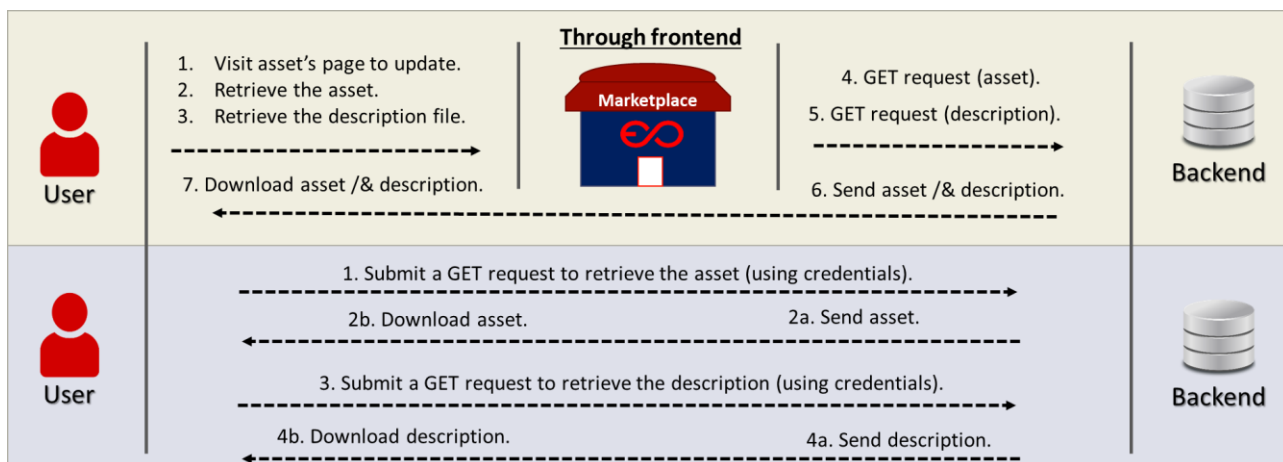 Through frontend
1. Visit asset's page to update.
2. Retrieve the asset.
3. Retrieve the description file.
Marketplace
4. GET request (asset).
5. GET request (description).
User
7. Download asset /& description.
6. Send asset /& description.
Backend
1. Submit a GET request to retrieve the asset (using credentials).
2b. Download asset.
2a. Send asset.
3. Submit a GET request to retrieve the description (using credentials).
User
Backend
4b. Download description.
4a. Send description.